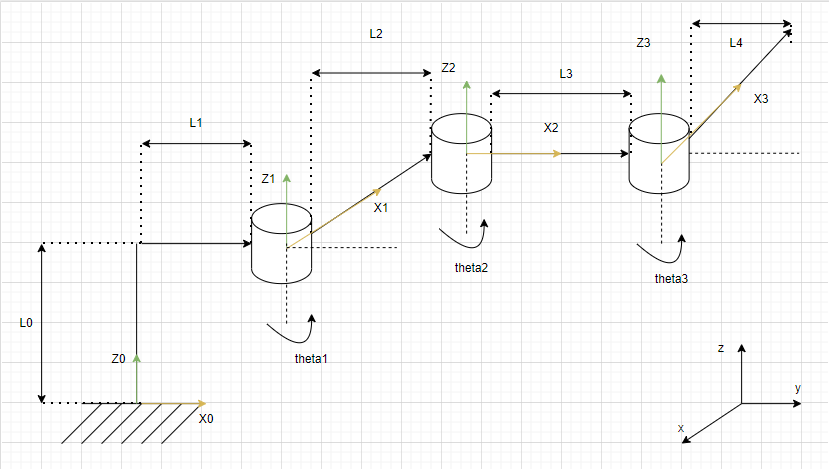 L2
Z3
L4
Z2
L3
X3
L1
X2
Z1
X1
theta2
theta3
L0
Z0
theta1
z
y
X0
x